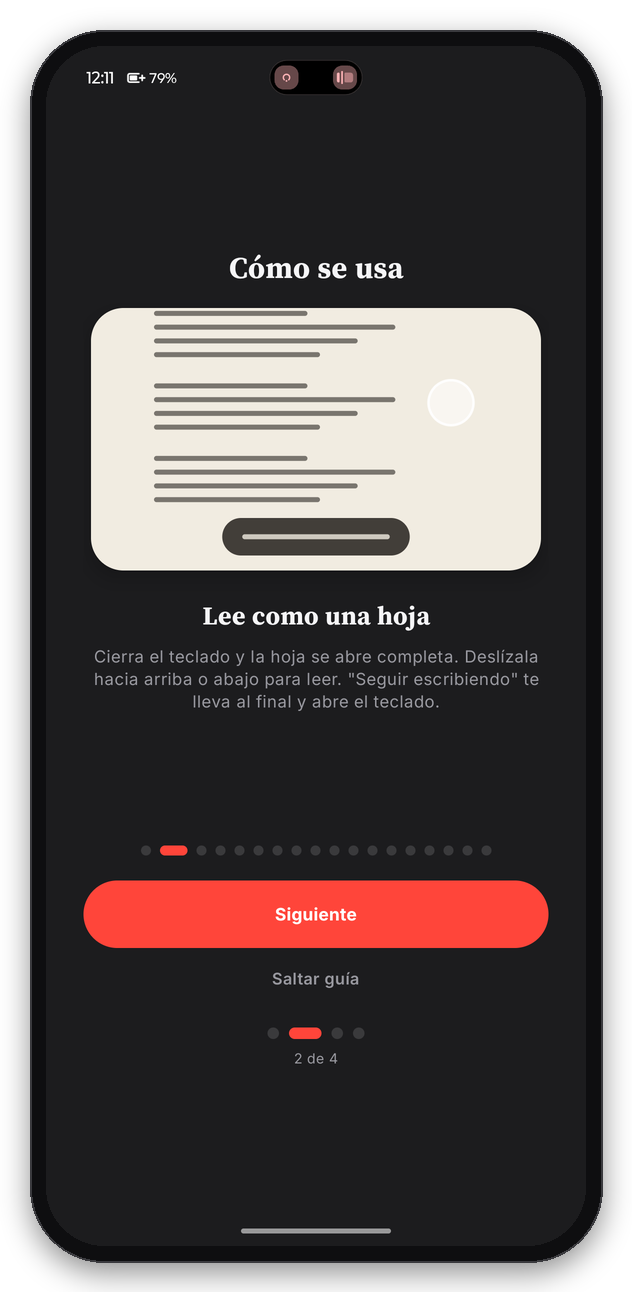 12:11 79%
Cómo se usa
Lee como una hoja
Cierra el teclado y la hoja se abre completa. Deslízala
hacia arriba o abajo para leer. "Seguir escribiendo" te
lleva al final y abre el teclado.
Siguiente
Saltar guía
2 de 4